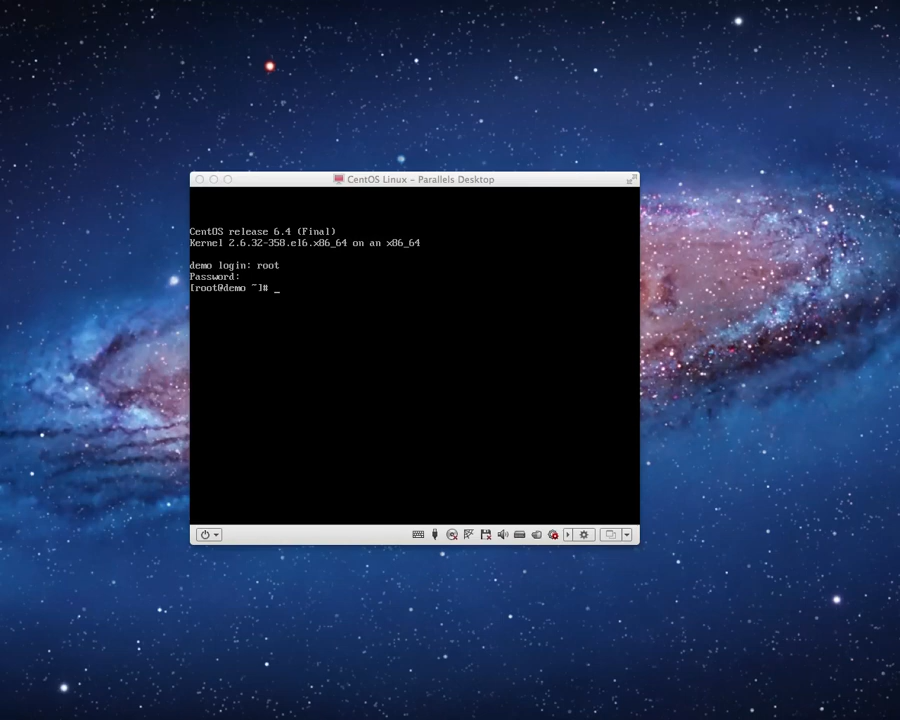 CentOS Linux - Parallels Desktop
CentOS release 6.4 (Final)
Kernel 2.6.32-358.el6.x86_64 on an x86_64
demo login: root
Password:
[root@demo ~]# _